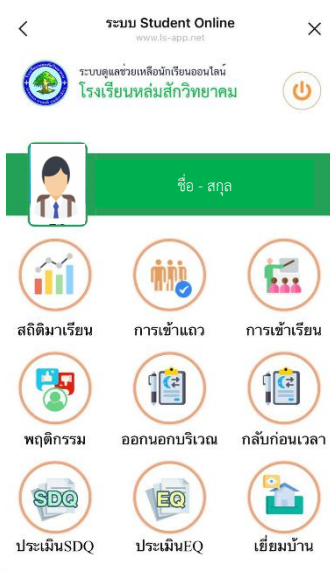 ระบบ Student Online
www.ls-app.net
ระบบดูแลช่วยเหลือนักเรียนออนไลน์
โรงเรียนหล่มสักวิทยาคม
ชื่อ - สกุล
สถิติมาเรียน การเข้าแถว การเข้าเรียน
พฤติกรรม ออกนอกบริเวณ กลับก่อนเวลา
SDQ EQ
ประเมินSDQ ประเมินEQ เยี่ยมบ้าน